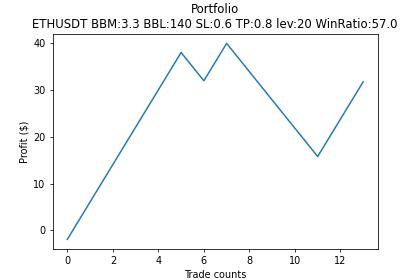 Portfolio
ETHUSDT BBM:3.3 BBL:140 SL:0.6 TP:0.8 lev:20 WinRatio:57.0
40
30
20
10
0
Profit ($)
0 2 4 6 8 10 12
Trade counts